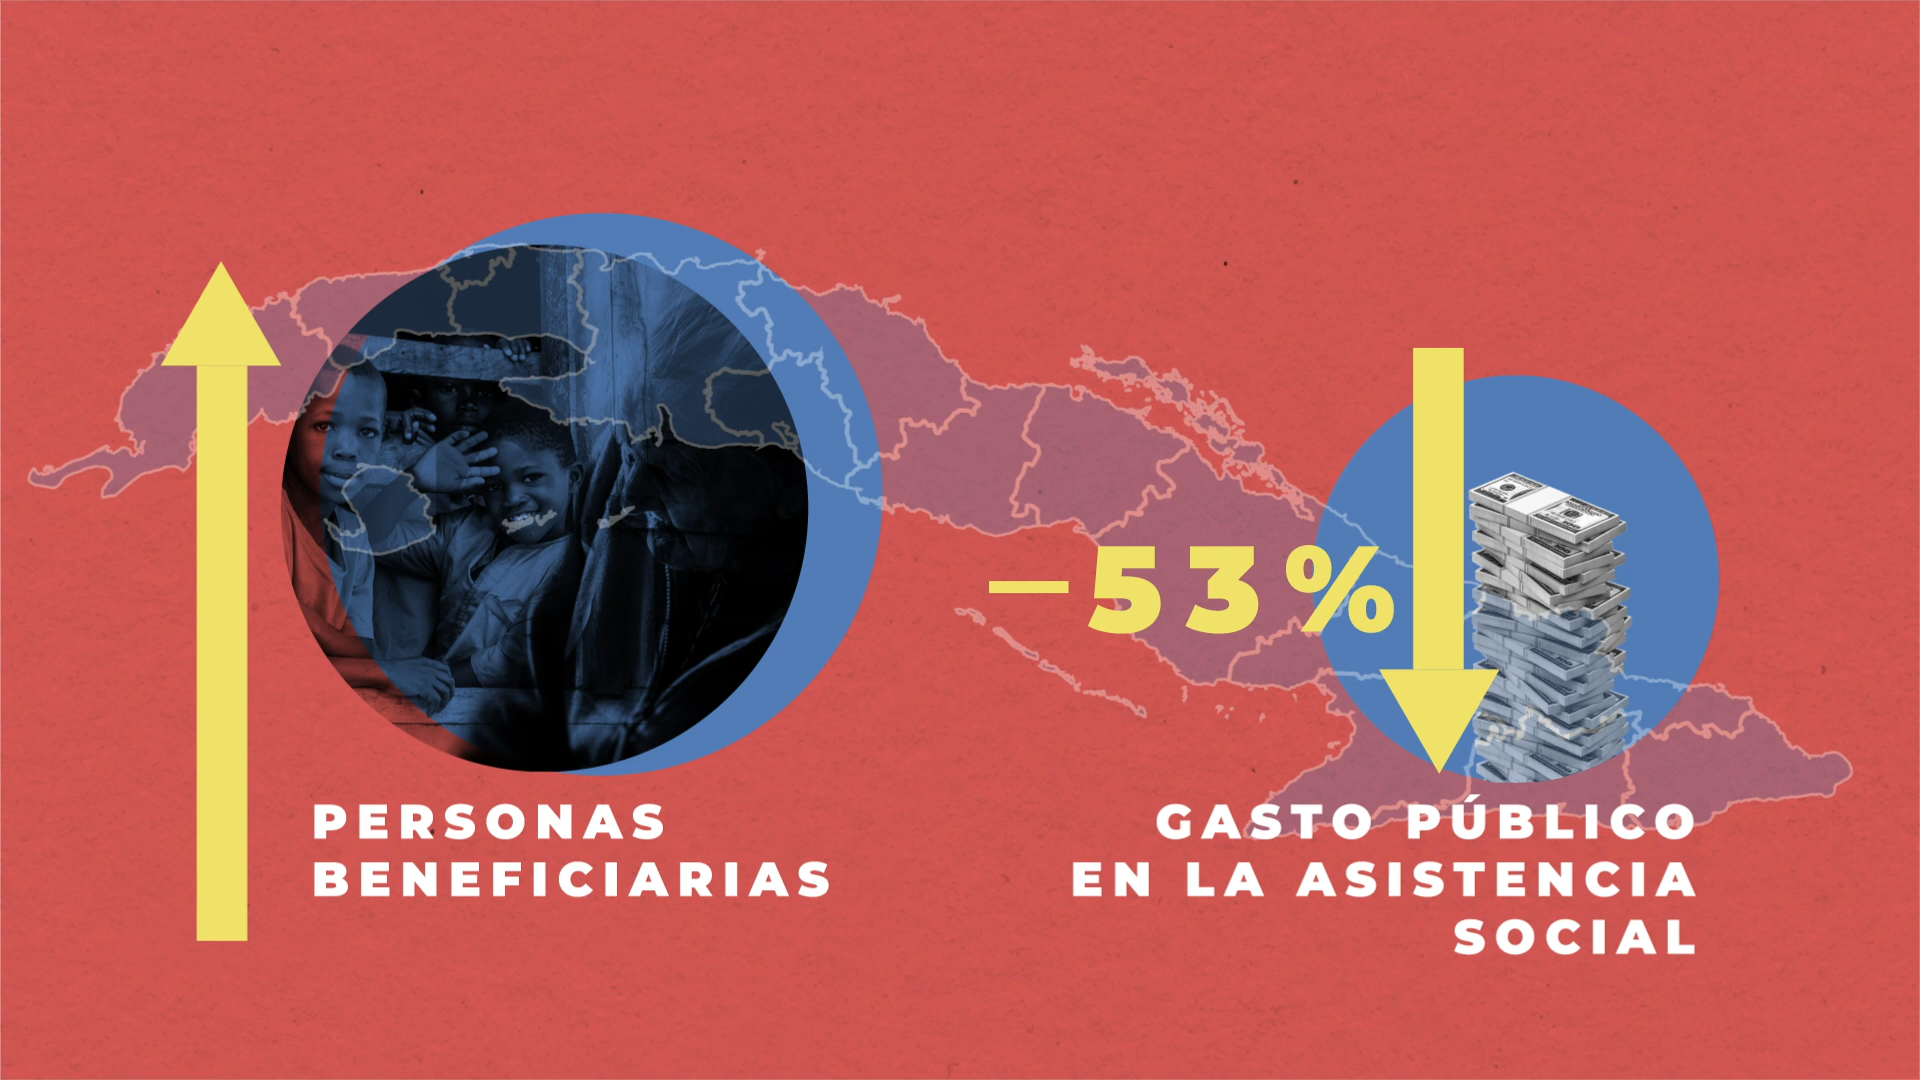 PERSONAS
BENEFICIARIAS
–53%
GASTO PÚBLICO
EN LA ASISTENCIA
SOCIAL